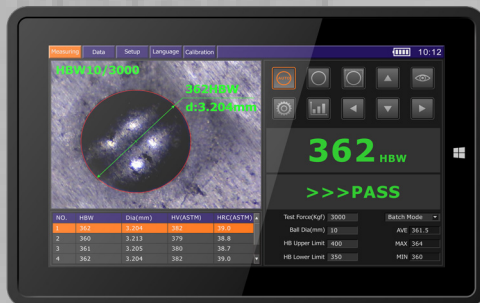 Measuring Data Setup Language Calibration 10:12
HBW10/3000
362HBW
d:3.204mm
AUTO
362 HBW
>>>PASS
NO. HBW Dia(mm) HV(ASTM) HRC(ASTM)
1 362 3.204 382 39.0
2 360 3.213 379 38.8
3 361 3.205 380 38.7
4 362 3.204 382 39.0
Test Force(Kgf) 3000 Batch Mode
Ball Dia(mm) 10 AVE 361.5
HB Upper Limit 400 MAX 364
HB Lower Limit 350 MIN 360